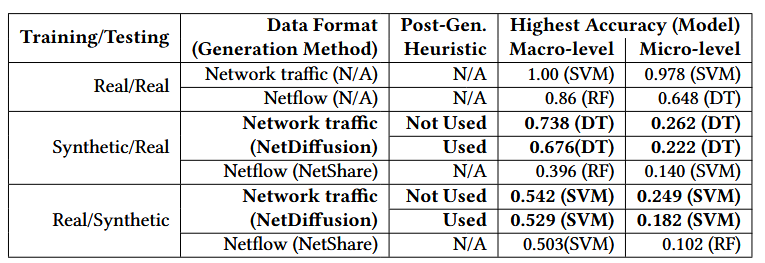 Training/Testing Data Format (Generation Method) Post-Gen. Heuristic Highest Accuracy (Model)
Macro-level Micro-level
Real/Real Network traffic (N/A) N/A 1.00 (SVM) 0.978 (SVM)
Netflow (N/A) N/A 0.86 (RF) 0.648 (DT)
Synthetic/Real Network traffic (NetDiffusion) Not Used 0.738 (DT) 0.262 (DT)
Used 0.676(DT) 0.222 (DT)
Netflow (NetShare) N/A 0.396 (RF) 0.140 (SVM)
Real/Synthetic Network traffic (NetDiffusion) Not Used 0.542 (SVM) 0.249 (SVM)
Used 0.529 (SVM) 0.182 (SVM)
Netflow (NetShare) N/A 0.503(SVM) 0.102 (RF)